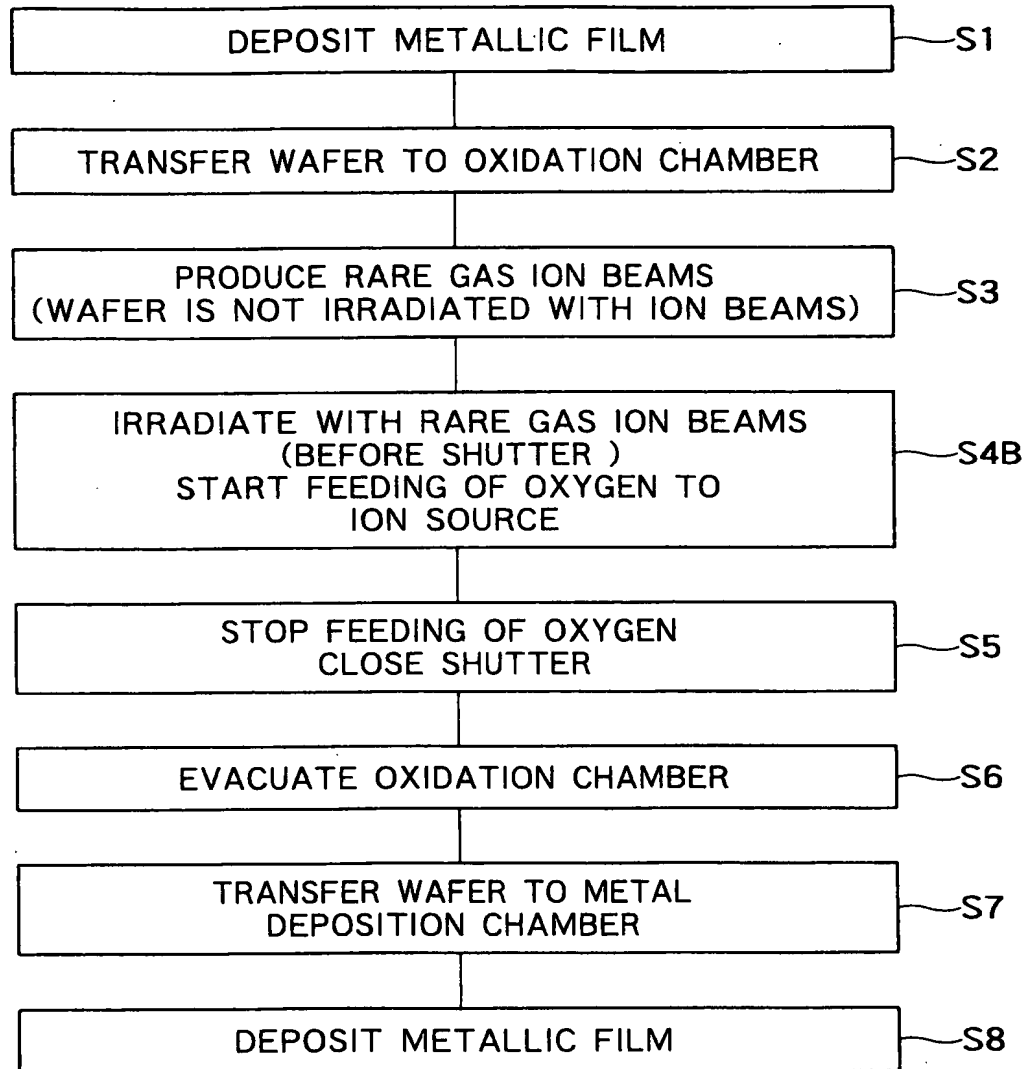 DEPOSIT METALLIC FILM
S1
TRANSFER WAFER TO OXIDATION CHAMBER
S2
PRODUCE RARE GAS ION BEAMS
(WAFER IS NOT IRRADIATED WITH ION BEAMS)
S3
IRRADIATE WITH RARE GAS ION BEAMS
(BEFORE SHUTTER )
START FEEDING OF OXYGEN TO
ION SOURCE
S4B
STOP FEEDING OF OXYGEN
CLOSE SHUTTER
S5
EVACUATE OXIDATION CHAMBER
S6
TRANSFER WAFER TO METAL
DEPOSITION CHAMBER
S7
DEPOSIT METALLIC FILM
S8